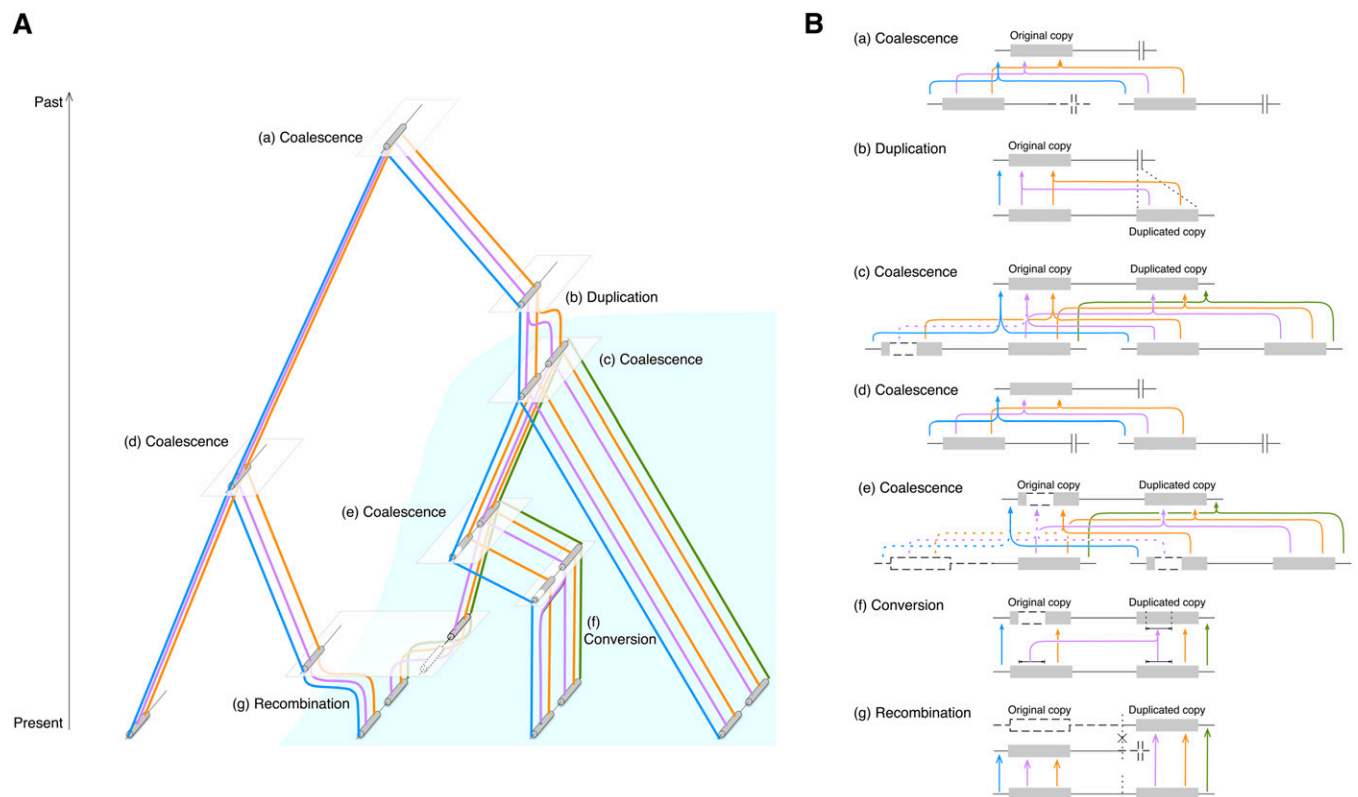 A
Past
(a) Coalescence
(b) Duplication
(c) Coalescence
(d) Coalescence
(e) Coalescence
(f)
Conversion
(g) Recombination
Present
B
(a) Coalescence
Original copy
(b) Duplication
Original copy
Duplicated copy
(c) Coalescence
Original copy
Duplicated copy
(d) Coalescence
(e) Coalescence
Original copy
Duplicated copy
(f) Conversion
Original copy
Duplicated copy
(g) Recombination
Original copy
Duplicated copy